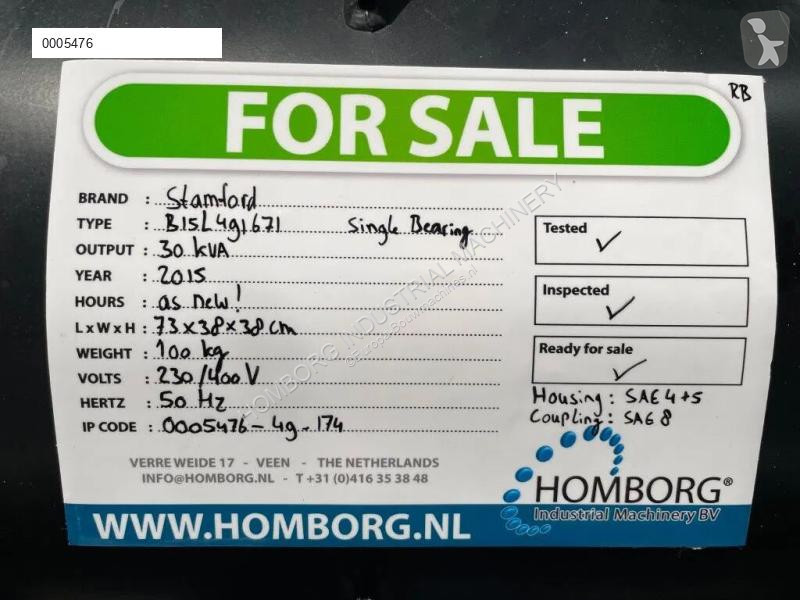 0005476
RB
FOR SALE
BRAND : Stamford
TYPE : B15L4g1671 Single Bearing
OUTPUT : 30 kVA
YEAR : 2015
HOURS : as new!
L x W x H : 73x38x38 cm
WEIGHT : 100 kg
VOLTS : 230/400 V
HERTZ : 50 Hz
IP CODE : 0005476-4g-174
Tested ✓
Inspected ✓
Ready for sale ✓
Housing : SAE 4+5
Coupling : SAE 8
VERRE WEIDE 17 - VEEN - THE NETHERLANDS
INFO@HOMBORG.NL - T +31 (0)416 35 38 48
HOMBORG®
Industrial Machinery BV
WWW.HOMBORG.NL
HOMBORG INDUSTRIAL MACHINERY